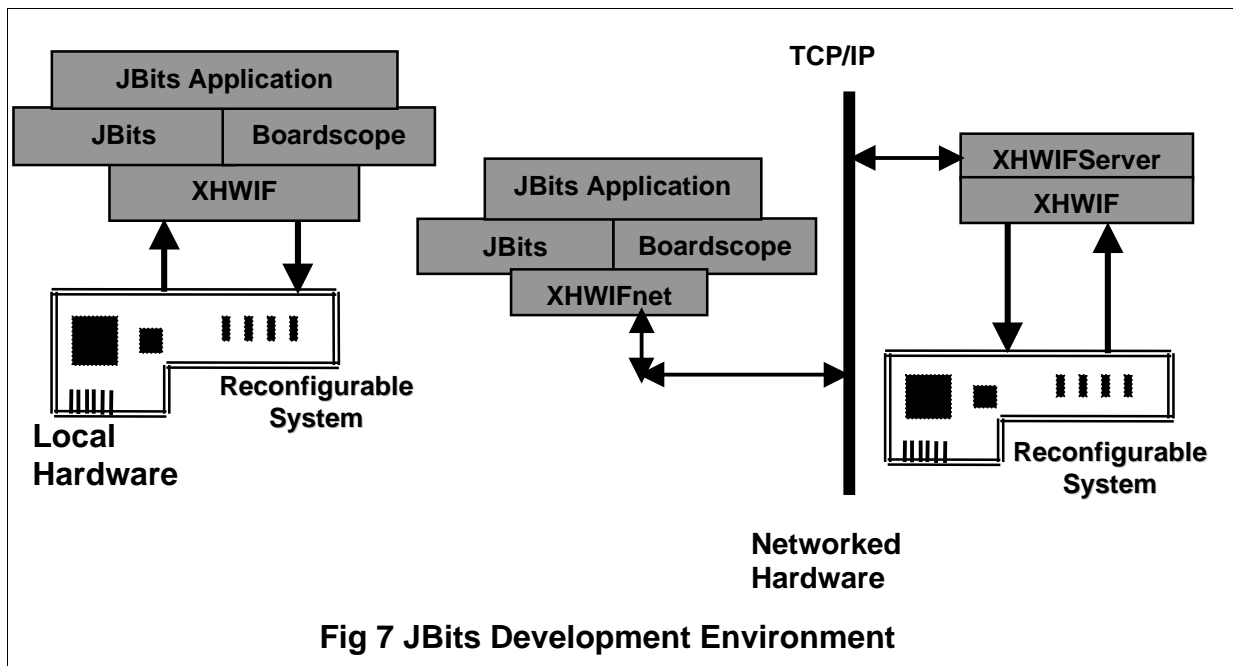 JBits Application
JBits
Boardscope
XHWIF
Reconfigurable
System
Local
Hardware
JBits Application
JBits
Boardscope
XHWIFnet
TCP/IP
XHWIFServer
XHWIF
Reconfigurable
System
Networked
Hardware
Fig 7 JBits Development Environment